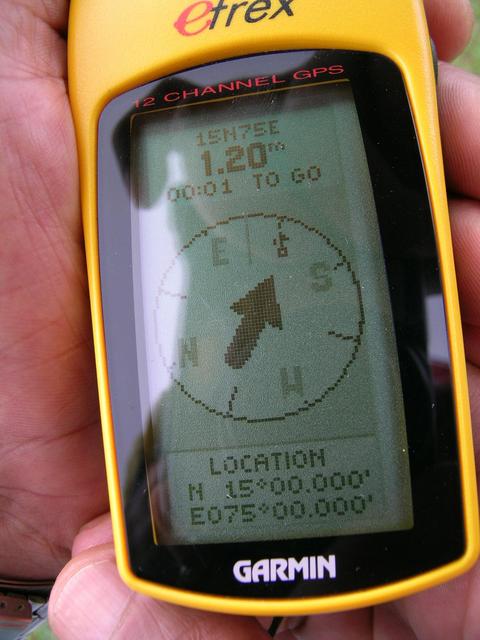 etrex
12 CHANNEL GPS
15N75E
1.20m
00:01 TO GO
E
S
N
W
LOCATION
N 15°00.000'
E075°00.000'
GARMIN